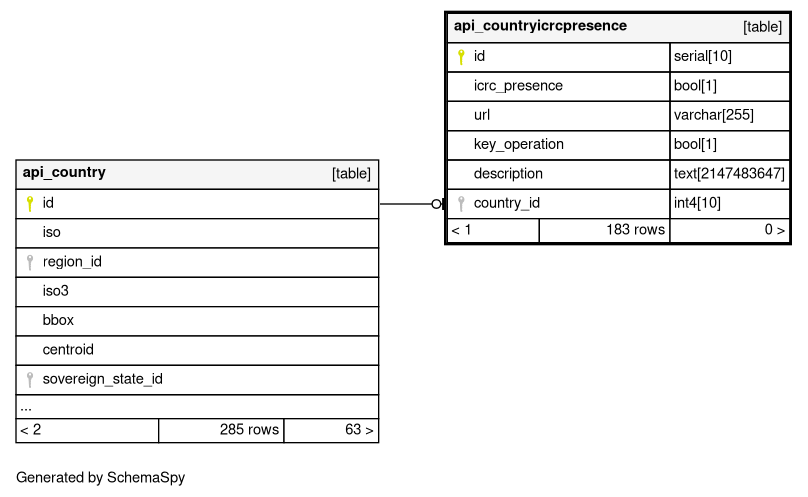 api_countryicrcpresence [table]
id serial[10]
icrc_presence bool[1]
url varchar[255]
key_operation bool[1]
description text[2147483647]
country_id int4[10]
< 1 183 rows 0 >
api_country [table]
id
iso
region_id
iso3
bbox
centroid
sovereign_state_id
...
< 2 285 rows 63 >
Generated by SchemaSpy